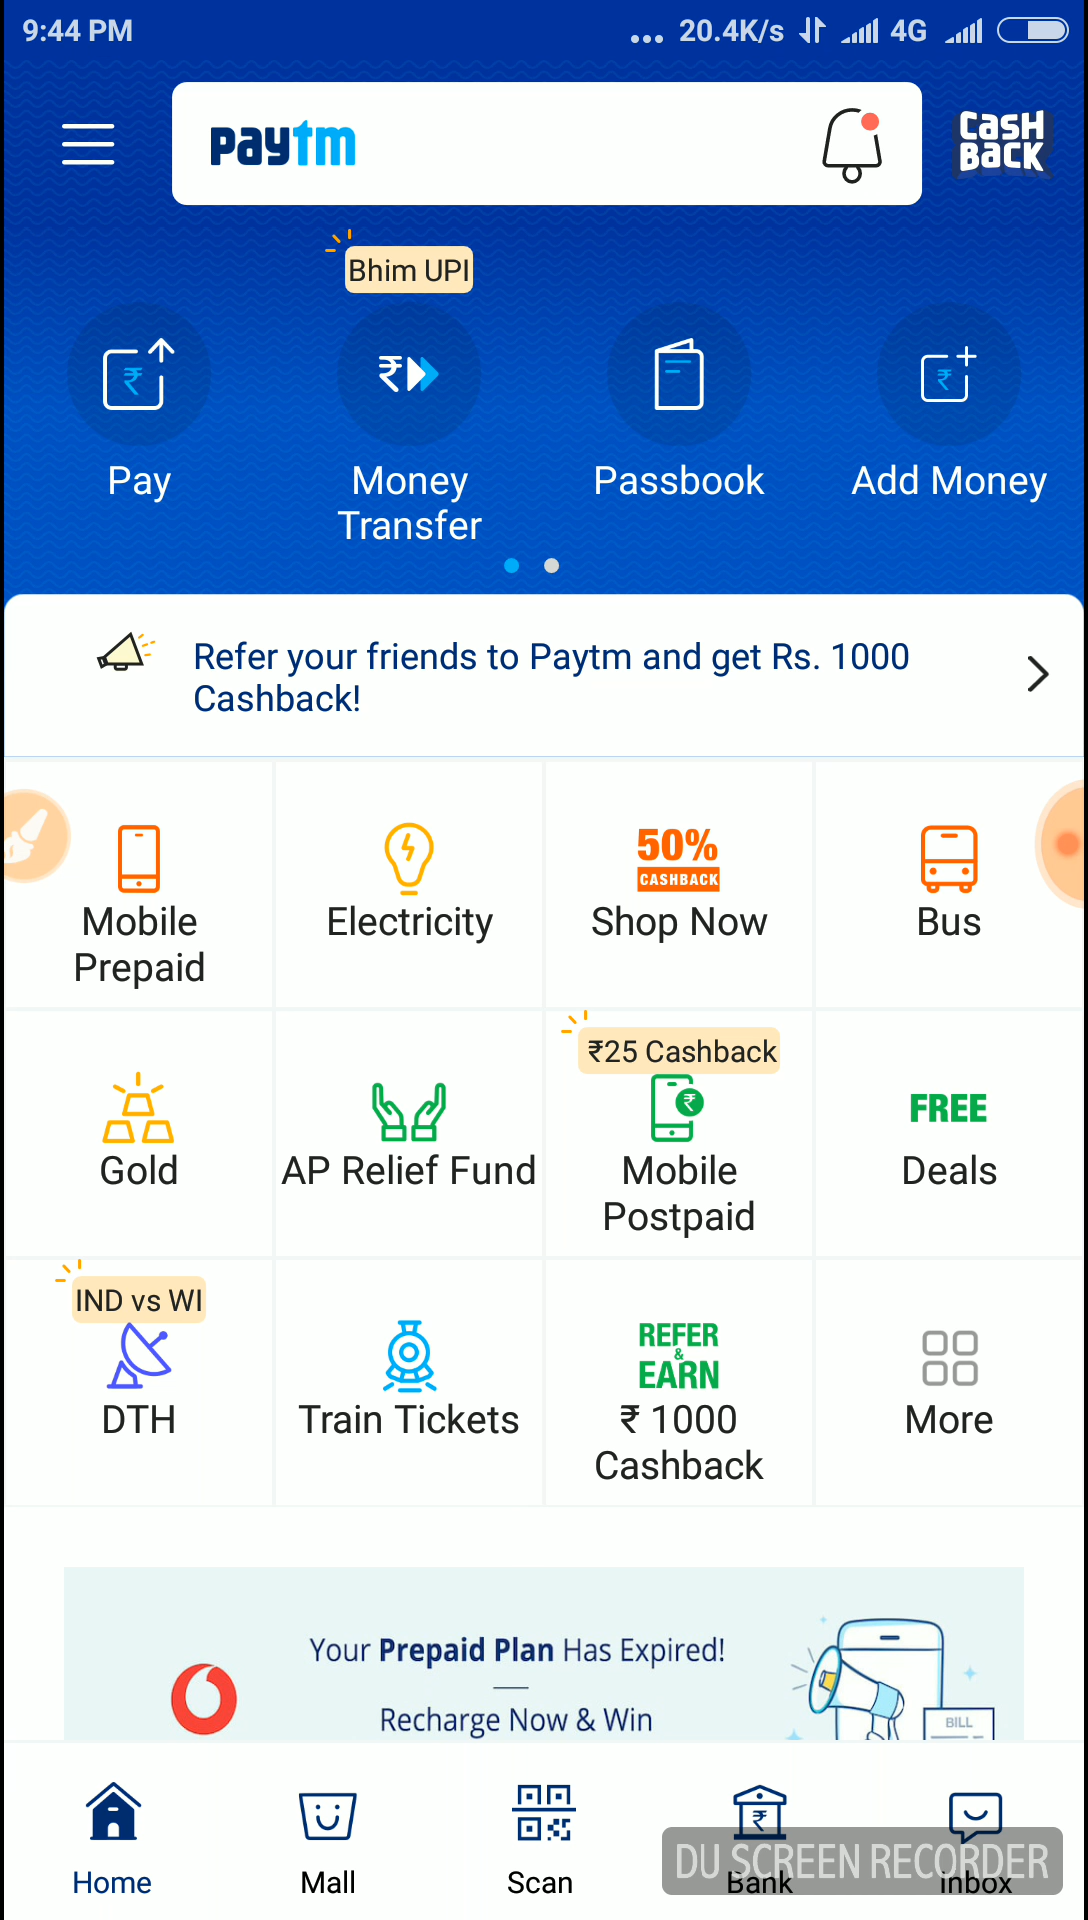 9:44 PM
... 20.4K/s 4G
paytm
CASH
BACK
Bhim UPI
Pay
Money
Transfer
Passbook
Add Money
Refer your friends to Paytm and get Rs. 1000
Cashback!
Mobile
Prepaid
Electricity
50%
CASHBACK
Shop Now
Bus
Gold
AP Relief Fund
₹25 Cashback
Mobile
Postpaid
FREE
Deals
IND vs WI
DTH
Train Tickets
REFER
&
EARN
₹ 1000
Cashback
More
Your Prepaid Plan Has Expired!
Recharge Now & Win
BILL
Home
Mall
Scan
Bank
Inbox
DU SCREEN RECORDER